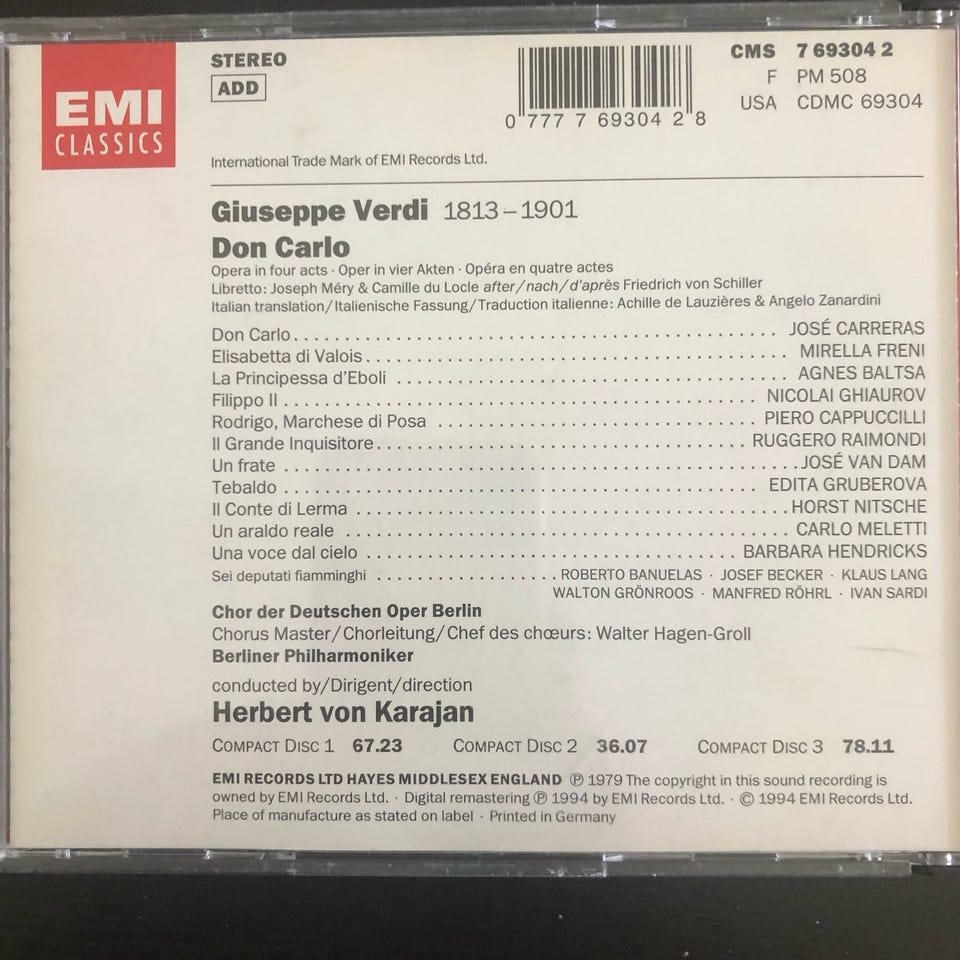 EMI
CLASSICS
STEREO
ADD
0 777 7 69304 2 8
CMS 7 69304 2
F PM 508
USA CDMC 69304
International Trade Mark of EMI Records Ltd.
Giuseppe Verdi 1813–1901
Don Carlo
Opera in four acts · Oper in vier Akten · Opéra en quatre actes
Libretto: Joseph Méry & Camille du Locle after/nach/d'après Friedrich von Schiller
Italian translation/Italienische Fassung/Traduction italienne: Achille de Lauzières & Angelo Zanardini
Don Carlo . . . . . . . . . . JOSÉ CARRERAS
Elisabetta di Valois . . . . . . . . . . MIRELLA FRENI
La Principessa d'Eboli . . . . . . . . . . AGNES BALTSA
Filippo II . . . . . . . . . . NICOLAI GHIAUROV
Rodrigo, Marchese di Posa . . . . . . . . . . PIERO CAPPUCCILLI
Il Grande Inquisitore . . . . . . . . . . RUGGERO RAIMONDI
Un frate . . . . . . . . . . JOSÉ VAN DAM
Tebaldo . . . . . . . . . . EDITA GRUBEROVA
Il Conte di Lerma . . . . . . . . . . HORST NITSCHE
Un araldo reale . . . . . . . . . . CARLO MELETTI
Una voce dal cielo . . . . . . . . . . BARBARA HENDRICKS
Sei deputati fiamminghi . . . . . . . . . . ROBERTO BANUELAS · JOSEF BECKER · KLAUS LANG
WALTON GRÖNROOS · MANFRED RÖHRL · IVAN SARDI
Chor der Deutschen Oper Berlin
Chorus Master/Chorleitung/Chef des chœurs: Walter Hagen-Groll
Berliner Philharmoniker
conducted by/Dirigent/direction
Herbert von Karajan
COMPACT DISC 1 67.23 COMPACT DISC 2 36.07 COMPACT DISC 3 78.11
EMI RECORDS LTD HAYES MIDDLESEX ENGLAND ℗ 1979 The copyright in this sound recording is
owned by EMI Records Ltd. · Digital remastering ℗ 1994 by EMI Records Ltd. · © 1994 EMI Records Ltd.
Place of manufacture as stated on label · Printed in Germany